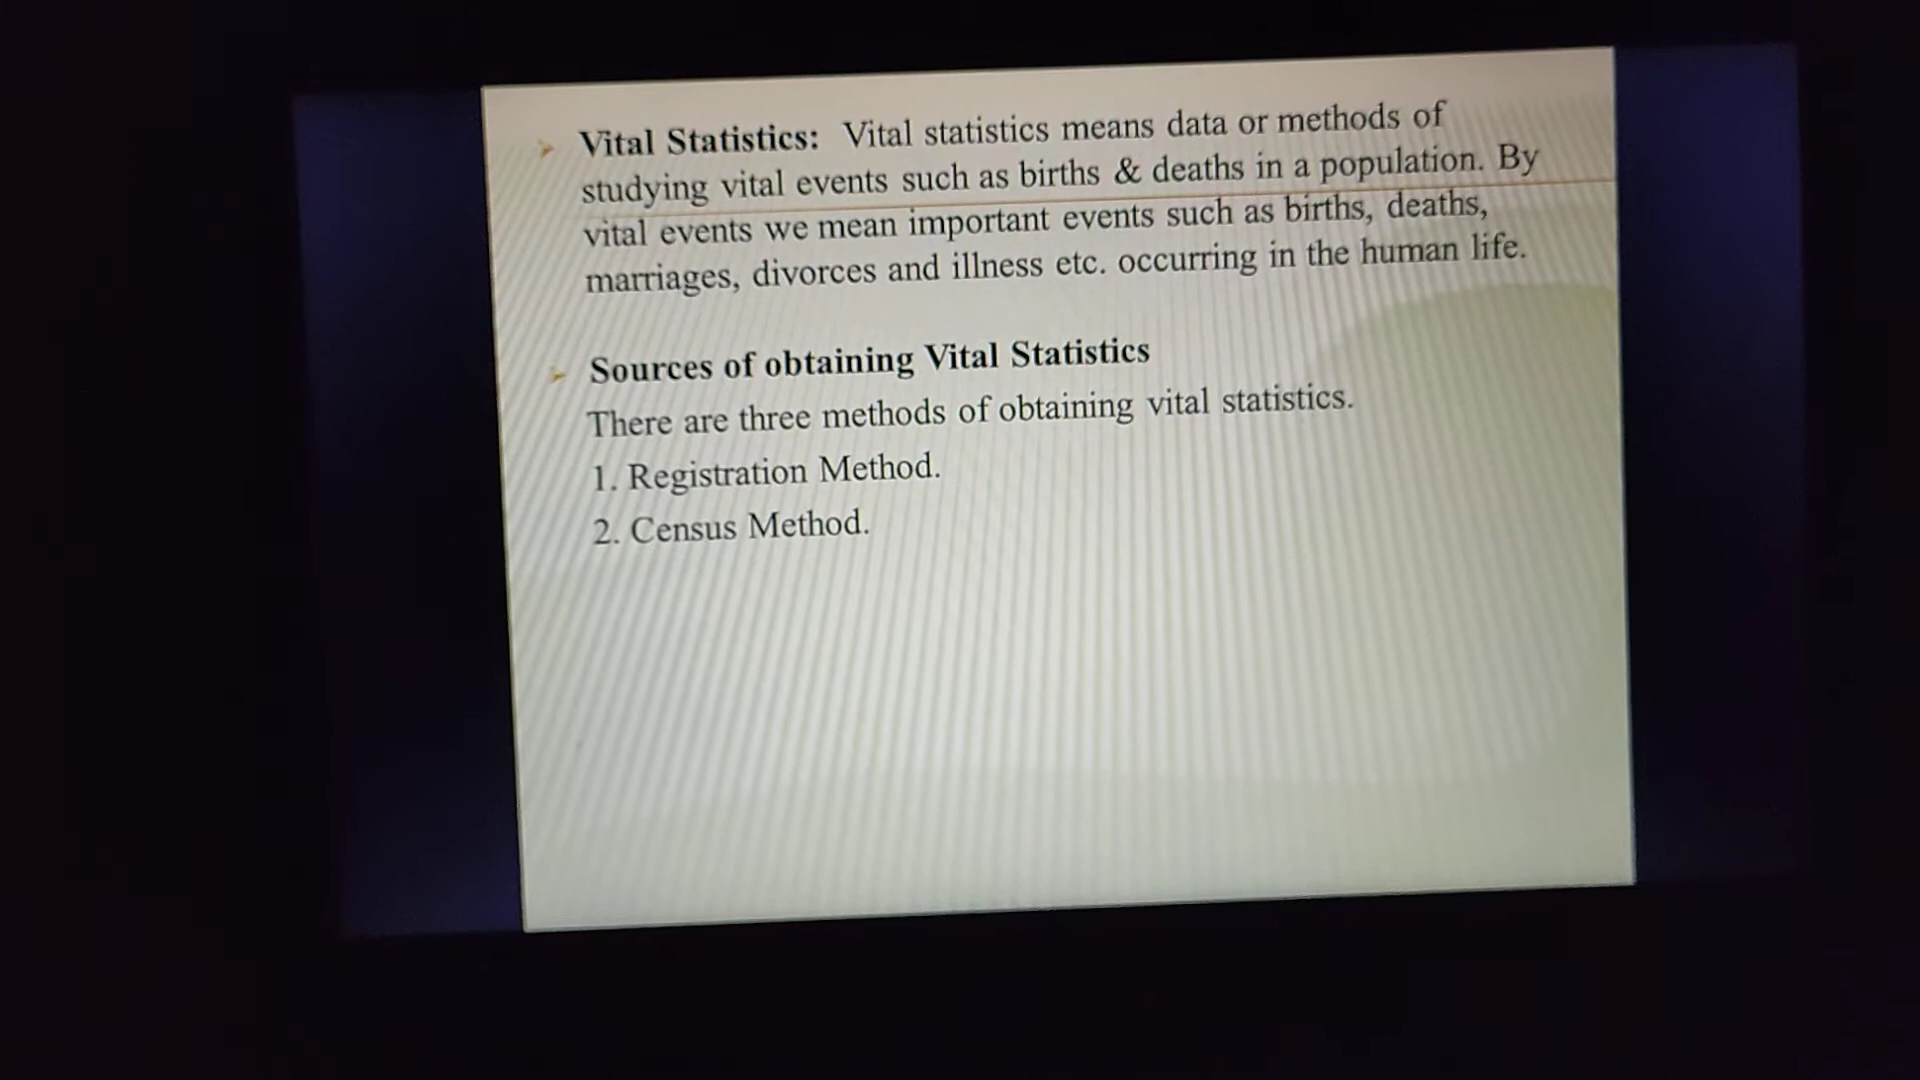 Vital Statistics: Vital statistics means data or methods of
studying vital events such as births & deaths in a population. By
vital events we mean important events such as births, deaths,
marriages, divorces and illness etc. occurring in the human life.
Sources of obtaining Vital Statistics
There are three methods of obtaining vital statistics.
1. Registration Method.
2. Census Method.